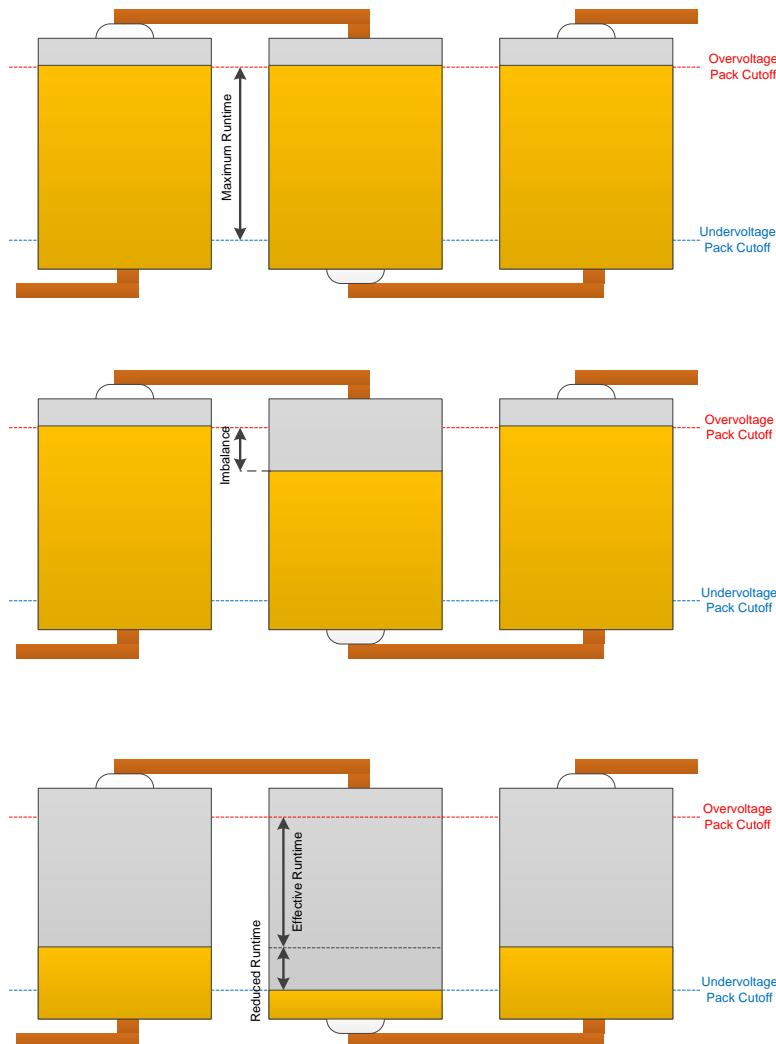 Overvoltage
Pack Cutoff
Maximum Runtime
Undervoltage
Pack Cutoff
Overvoltage
Pack Cutoff
Imbalance
Undervoltage
Pack Cutoff
Overvoltage
Pack Cutoff
Effective Runtime
Reduced Runtime
Undervoltage
Pack Cutoff